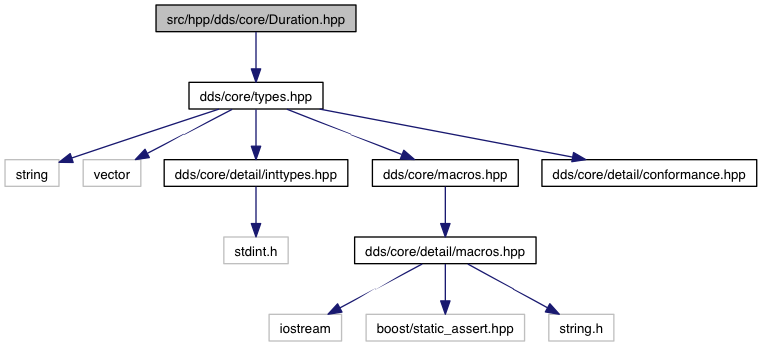 src/hpp/dds/core/Duration.hpp
dds/core/types.hpp
string
vector
dds/core/detail/inttypes.hpp
dds/core/macros.hpp
dds/core/detail/conformance.hpp
stdint.h
dds/core/detail/macros.hpp
iostream
boost/static_assert.hpp
string.h